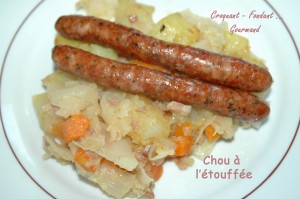 Croquant - Fondant ;
Gourmand
Chou à
l'étouffée